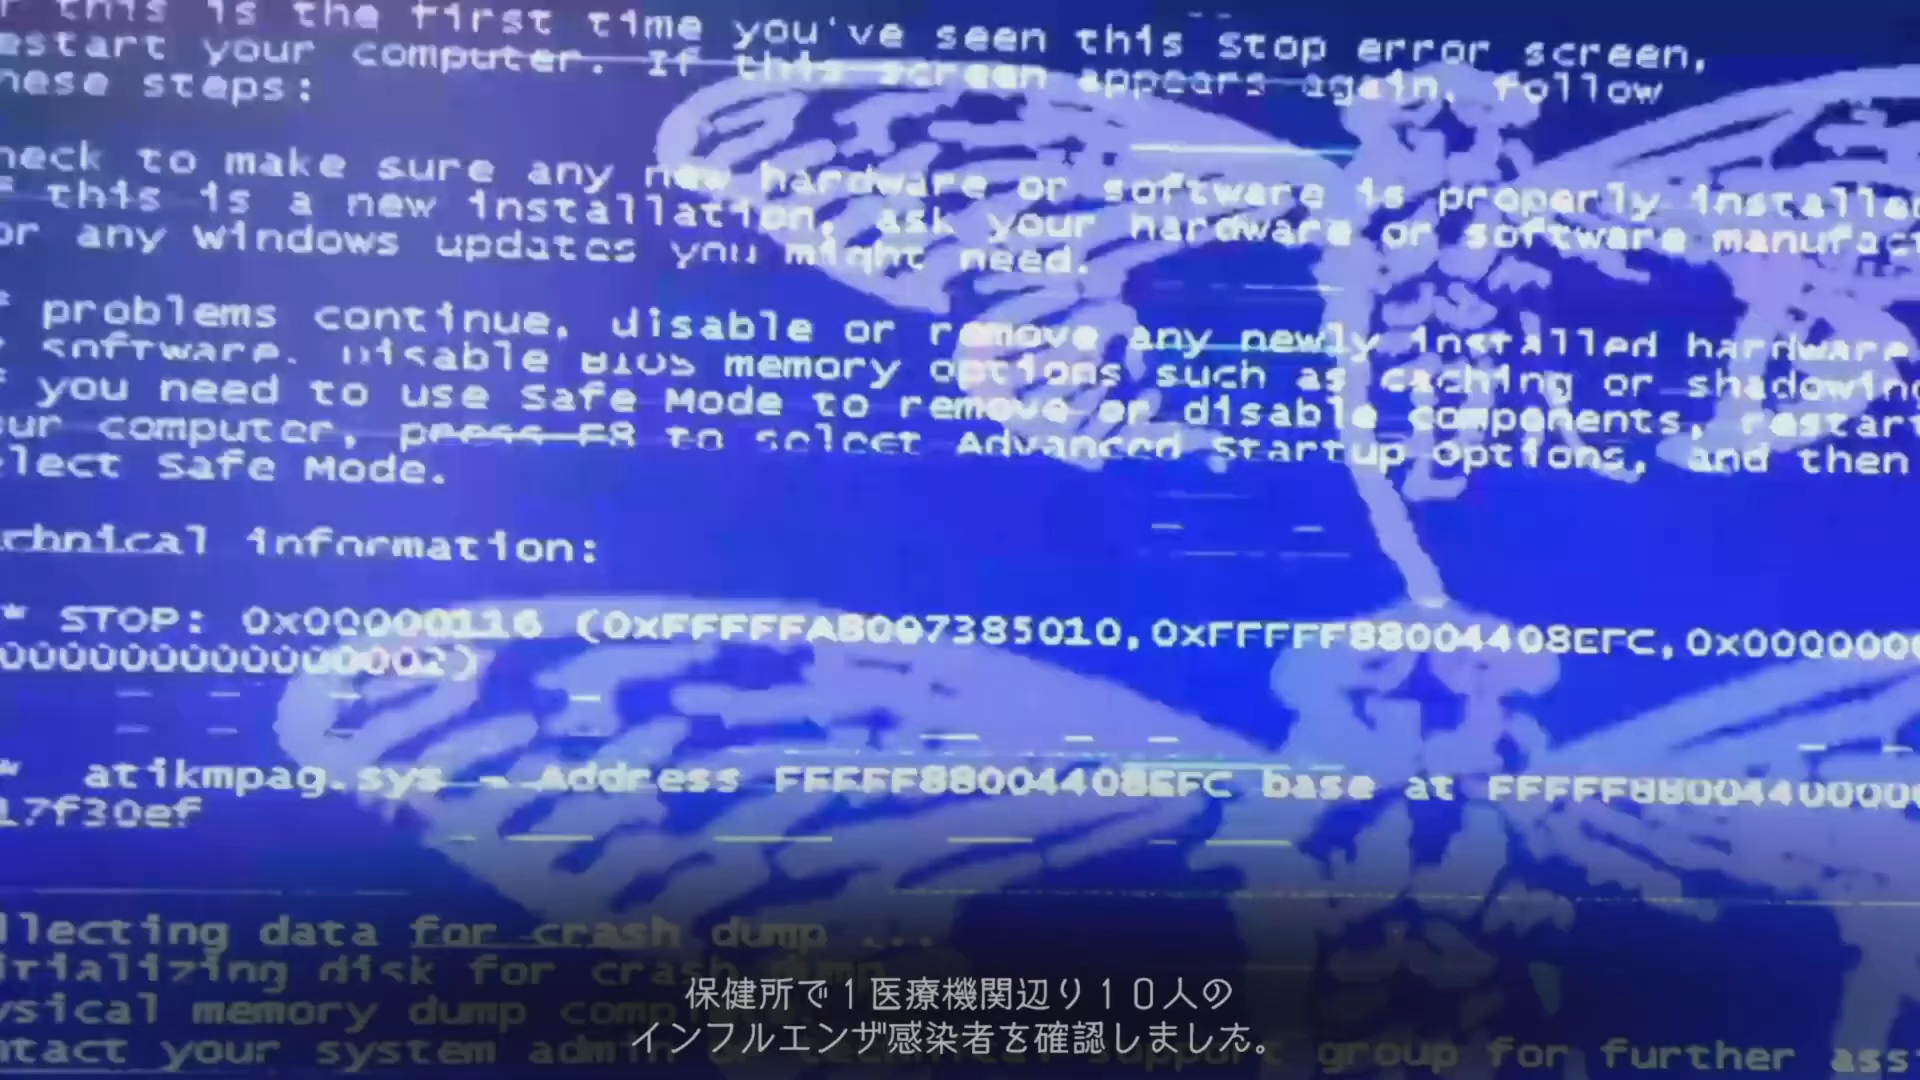 this is the first time you've seen this Stop error screen,
restart your computer. If this screen appears again, follow
these steps:
heck to make sure any new hardware or software is properly installe
this is a new installation, ask your hardware or software manufact
or any windows updates you might need.
problems continue, disable or remove any newly installed hardware
software. Disable BIOS memory options such as caching or shadowing
you need to use Safe Mode to remove or disable components, restart
ur computer, press F8 to select Advanced Startup Options, and then
elect Safe Mode.
chnical information:
* STOP: 0x00000116 (0xFFFFFA8007385010,0xFFFFF88004408EFC,0x0000000
0000000000000002)
* atikmpag.sys - Address FFFFF88004408EFC base at FFFFF88004400000
17f30ef
llecting data for crash dump ...
itializing disk for crash dump
ysical memory dump comp
ntact your system admin support group for further ass
保健所で１医療機関辺り１０人の
インフルエンザ感染者を確認しました。